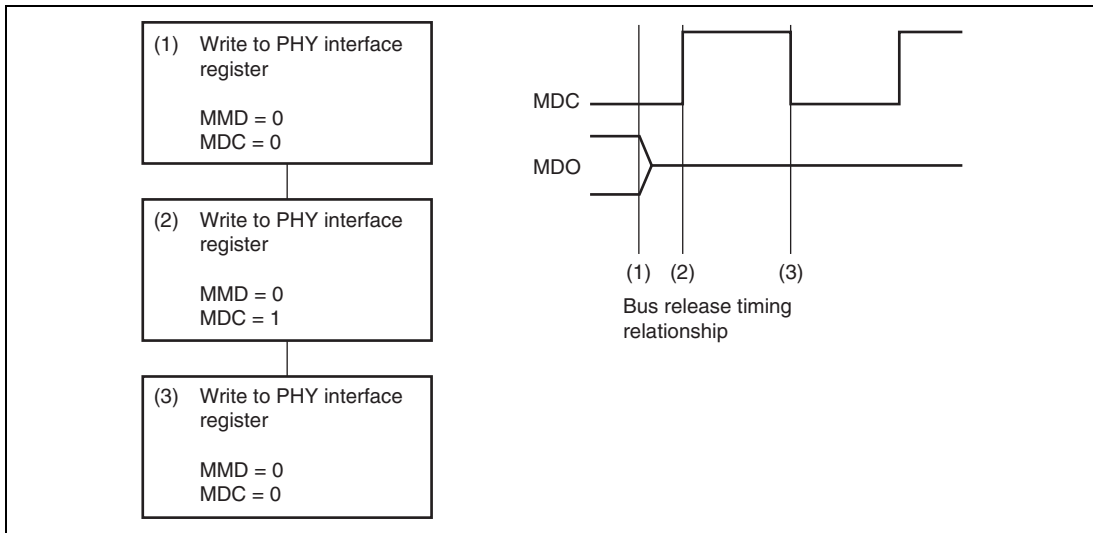 (1) Write to PHY interface
register
MMD = 0
MDC = 0
(2) Write to PHY interface
register
MMD = 0
MDC = 1
(3) Write to PHY interface
register
MMD = 0
MDC = 0
MDC
MDO
(1) (2) (3)
Bus release timing
relationship